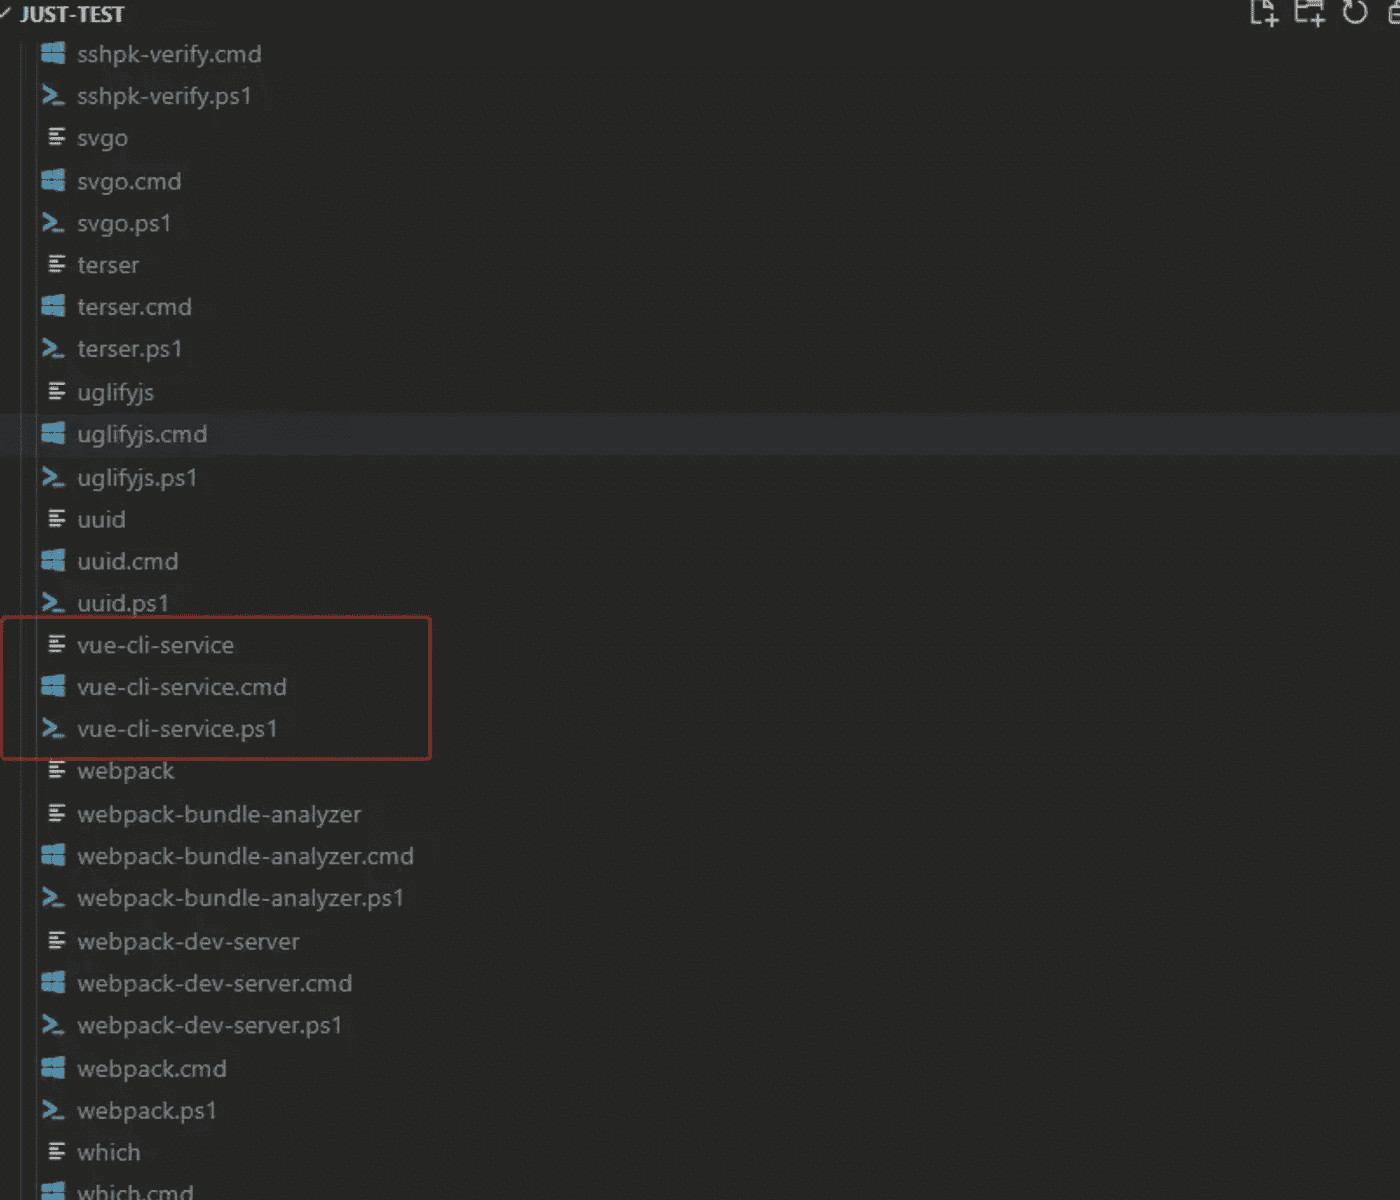 JUST-TEST
sshpk-verify.cmd
sshpk-verify.ps1
svgo
svgo.cmd
svgo.ps1
terser
terser.cmd
terser.ps1
uglifyjs
uglifyjs.cmd
uglifyjs.ps1
uuid
uuid.cmd
uuid.ps1
vue-cli-service
vue-cli-service.cmd
vue-cli-service.ps1
webpack
webpack-bundle-analyzer
webpack-bundle-analyzer.cmd
webpack-bundle-analyzer.ps1
webpack-dev-server
webpack-dev-server.cmd
webpack-dev-server.ps1
webpack.cmd
webpack.ps1
which
which.cmd